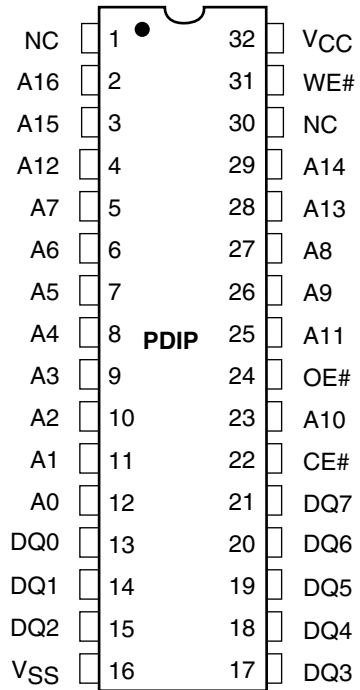 NC 1 32 VCC
A16 2 31 WE#
A15 3 30 NC
A12 4 29 A14
A7 5 28 A13
A6 6 27 A8
A5 7 26 A9
A4 8 PDIP 25 A11
A3 9 24 OE#
A2 10 23 A10
A1 11 22 CE#
A0 12 21 DQ7
DQ0 13 20 DQ6
DQ1 14 19 DQ5
DQ2 15 18 DQ4
VSS 16 17 DQ3